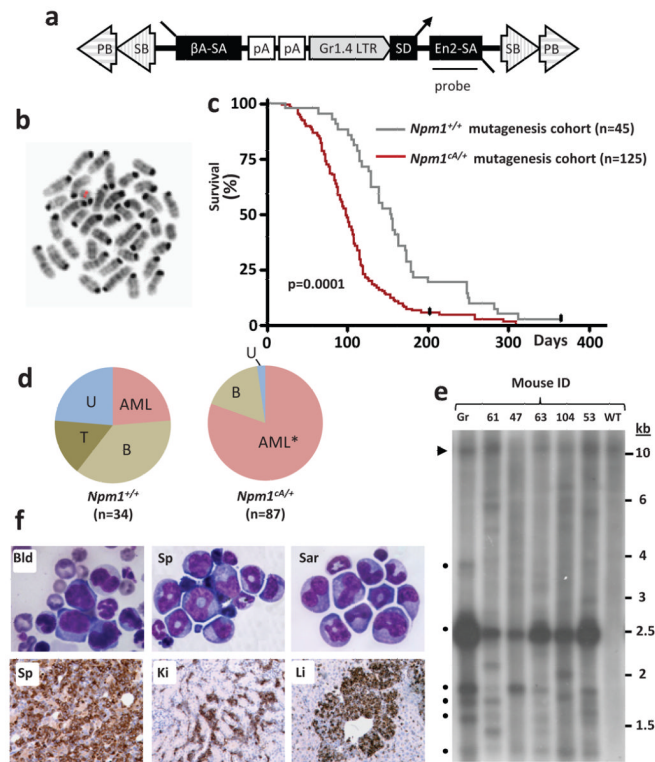 a
PB SB βA-SA pA pA Gr1.4 LTR SD En2-SA SB PB
probe
b
c
Survival (%)
100
75
50
25
0
Npm1+/+ mutagenesis cohort (n=45)
Npm1cA/+ mutagenesis cohort (n=125)
p=0.0001
0 100 200 300 400
Days
d
U AML T B
Npm1+/+
(n=34)
U
B
AML*
Npm1cA/+
(n=87)
e
Mouse ID
Gr 61 47 63 104 53 WT
kb
10
6
4
3
2.5
2
1.5
f
Bld Sp Sar
Sp Ki Li